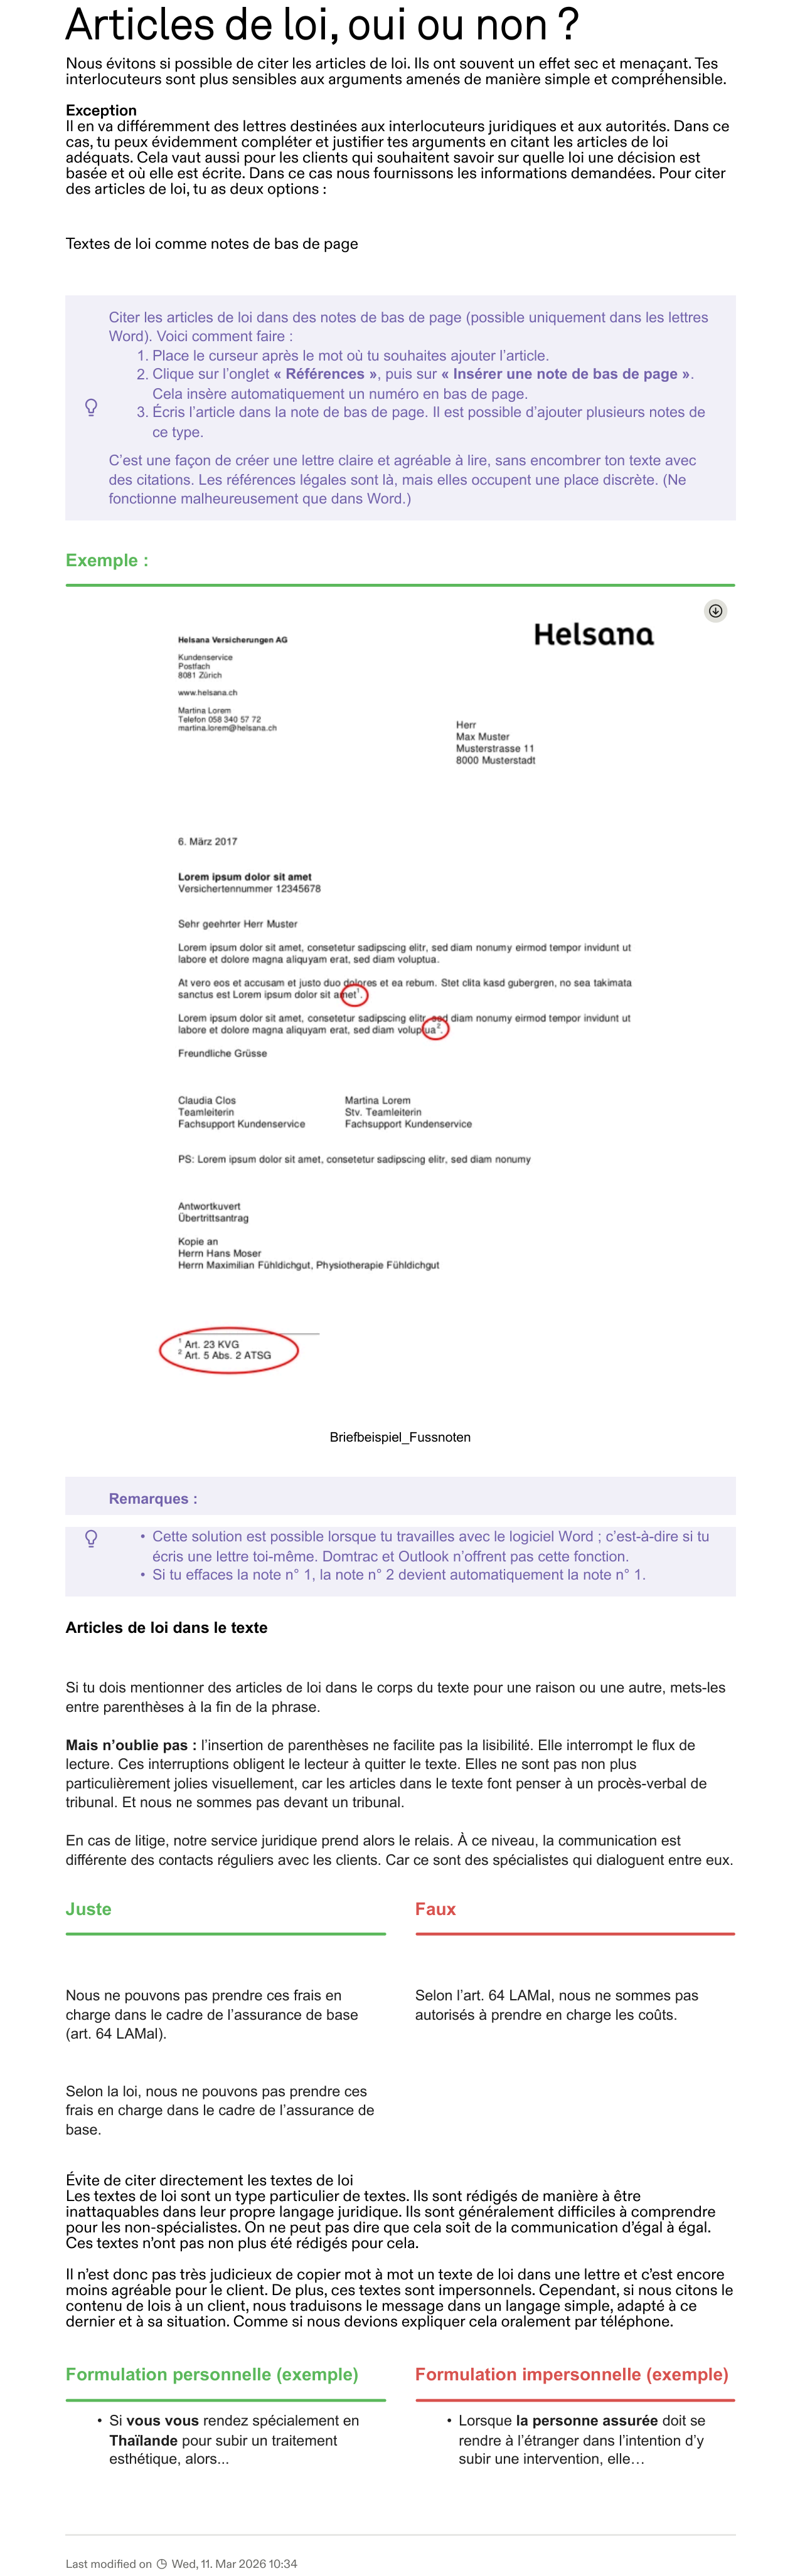 Articles de loi, oui ou non ?
Nous évitons si possible de citer les articles de loi. Ils ont souvent un effet sec et menaçant. Tes
interlocuteurs sont plus sensibles aux arguments amenés de manière simple et compréhensible.
Exception
Il en va différemment des lettres destinées aux interlocuteurs juridiques et aux autorités. Dans ce
cas, tu peux évidemment compléter et justifier tes arguments en citant les articles de loi
adéquats. Cela vaut aussi pour les clients qui souhaitent savoir sur quelle loi une décision est
basée et où elle est écrite. Dans ce cas nous fournissons les informations demandées. Pour citer
des articles de loi, tu as deux options :
Textes de loi comme notes de bas de page
Citer les articles de loi dans des notes de bas de page (possible uniquement dans les lettres
Word). Voici comment faire :
1. Place le curseur après le mot où tu souhaites ajouter l'article.
2. Clique sur l'onglet « Références », puis sur « Insérer une note de bas de page ».
Cela insère automatiquement un numéro en bas de page.
3. Écris l'article dans la note de bas de page. Il est possible d'ajouter plusieurs notes de
ce type.
C'est une façon de créer une lettre claire et agréable à lire, sans encombrer ton texte avec
des citations. Les références légales sont là, mais elles occupent une place discrète. (Ne
fonctionne malheureusement que dans Word.)
Exemple :
Helsana
Helsana Versicherungen AG
Kundenservice
Postfach
8081 Zürich
www.helsana.ch
Martina Lorem
Telefon 058 340 57 72
martina.lorem@helsana.ch
Herr
Max Muster
Musterstrasse 11
8000 Musterstadt
6. März 2017
Lorem ipsum dolor sit amet
Versichertennummer 12345678
Sehr geehrter Herr Muster
Lorem ipsum dolor sit amet, consetetur sadipscing elitr, sed diam nonumy eirmod tempor invidunt ut
labore et dolore magna aliquyam erat, sed diam voluptua.
At vero eos et accusam et justo duo dolores et ea rebum. Stet clita kasd gubergren, no sea takimata
sanctus est Lorem ipsum dolor sit amet¹.
Lorem ipsum dolor sit amet, consetetur sadipscing elitr, sed diam nonumy eirmod tempor invidunt ut
labore et dolore magna aliquyam erat, sed diam voluptua².
Freundliche Grüsse
Claudia Clos Martina Lorem
Teamleiterin Stv. Teamleiterin
Fachsupport Kundenservice Fachsupport Kundenservice
PS: Lorem ipsum dolor sit amet, consetetur sadipscing elitr, sed diam nonumy
Antwortkuvert
Übertrittsantrag
Kopie an
Herrn Hans Moser
Herrn Maximilian Fühldichgut, Physiotherapie Fühldichgut
¹ Art. 23 KVG
² Art. 5 Abs. 2 ATSG
Briefbeispiel_Fussnoten
Remarques :
• Cette solution est possible lorsque tu travailles avec le logiciel Word ; c'est-à-dire si tu
écris une lettre toi-même. Domtrac et Outlook n'offrent pas cette fonction.
• Si tu effaces la note n° 1, la note n° 2 devient automatiquement la note n° 1.
Articles de loi dans le texte
Si tu dois mentionner des articles de loi dans le corps du texte pour une raison ou une autre, mets-les
entre parenthèses à la fin de la phrase.
Mais n'oublie pas : l'insertion de parenthèses ne facilite pas la lisibilité. Elle interrompt le flux de
lecture. Ces interruptions obligent le lecteur à quitter le texte. Elles ne sont pas non plus
particulièrement jolies visuellement, car les articles dans le texte font penser à un procès-verbal de
tribunal. Et nous ne sommes pas devant un tribunal.
En cas de litige, notre service juridique prend alors le relais. À ce niveau, la communication est
différente des contacts réguliers avec les clients. Car ce sont des spécialistes qui dialoguent entre eux.
Juste
Nous ne pouvons pas prendre ces frais en
charge dans le cadre de l'assurance de base
(art. 64 LAMal).
Selon la loi, nous ne pouvons pas prendre ces
frais en charge dans le cadre de l'assurance de
base.
Faux
Selon l'art. 64 LAMal, nous ne sommes pas
autorisés à prendre en charge les coûts.
Évite de citer directement les textes de loi
Les textes de loi sont un type particulier de textes. Ils sont rédigés de manière à être
inattaquables dans leur propre langage juridique. Ils sont généralement difficiles à comprendre
pour les non-spécialistes. On ne peut pas dire que cela soit de la communication d'égal à égal.
Ces textes n'ont pas non plus été rédigés pour cela.
Il n'est donc pas très judicieux de copier mot à mot un texte de loi dans une lettre et c'est encore
moins agréable pour le client. De plus, ces textes sont impersonnels. Cependant, si nous citons le
contenu de lois à un client, nous traduisons le message dans un langage simple, adapté à ce
dernier et à sa situation. Comme si nous devions expliquer cela oralement par téléphone.
Formulation personnelle (exemple)
• Si vous vous rendez spécialement en
Thaïlande pour subir un traitement
esthétique, alors...
Formulation impersonnelle (exemple)
• Lorsque la personne assurée doit se
rendre à l'étranger dans l'intention d'y
subir une intervention, elle…
Last modified on Wed, 11. Mar 2026 10:34